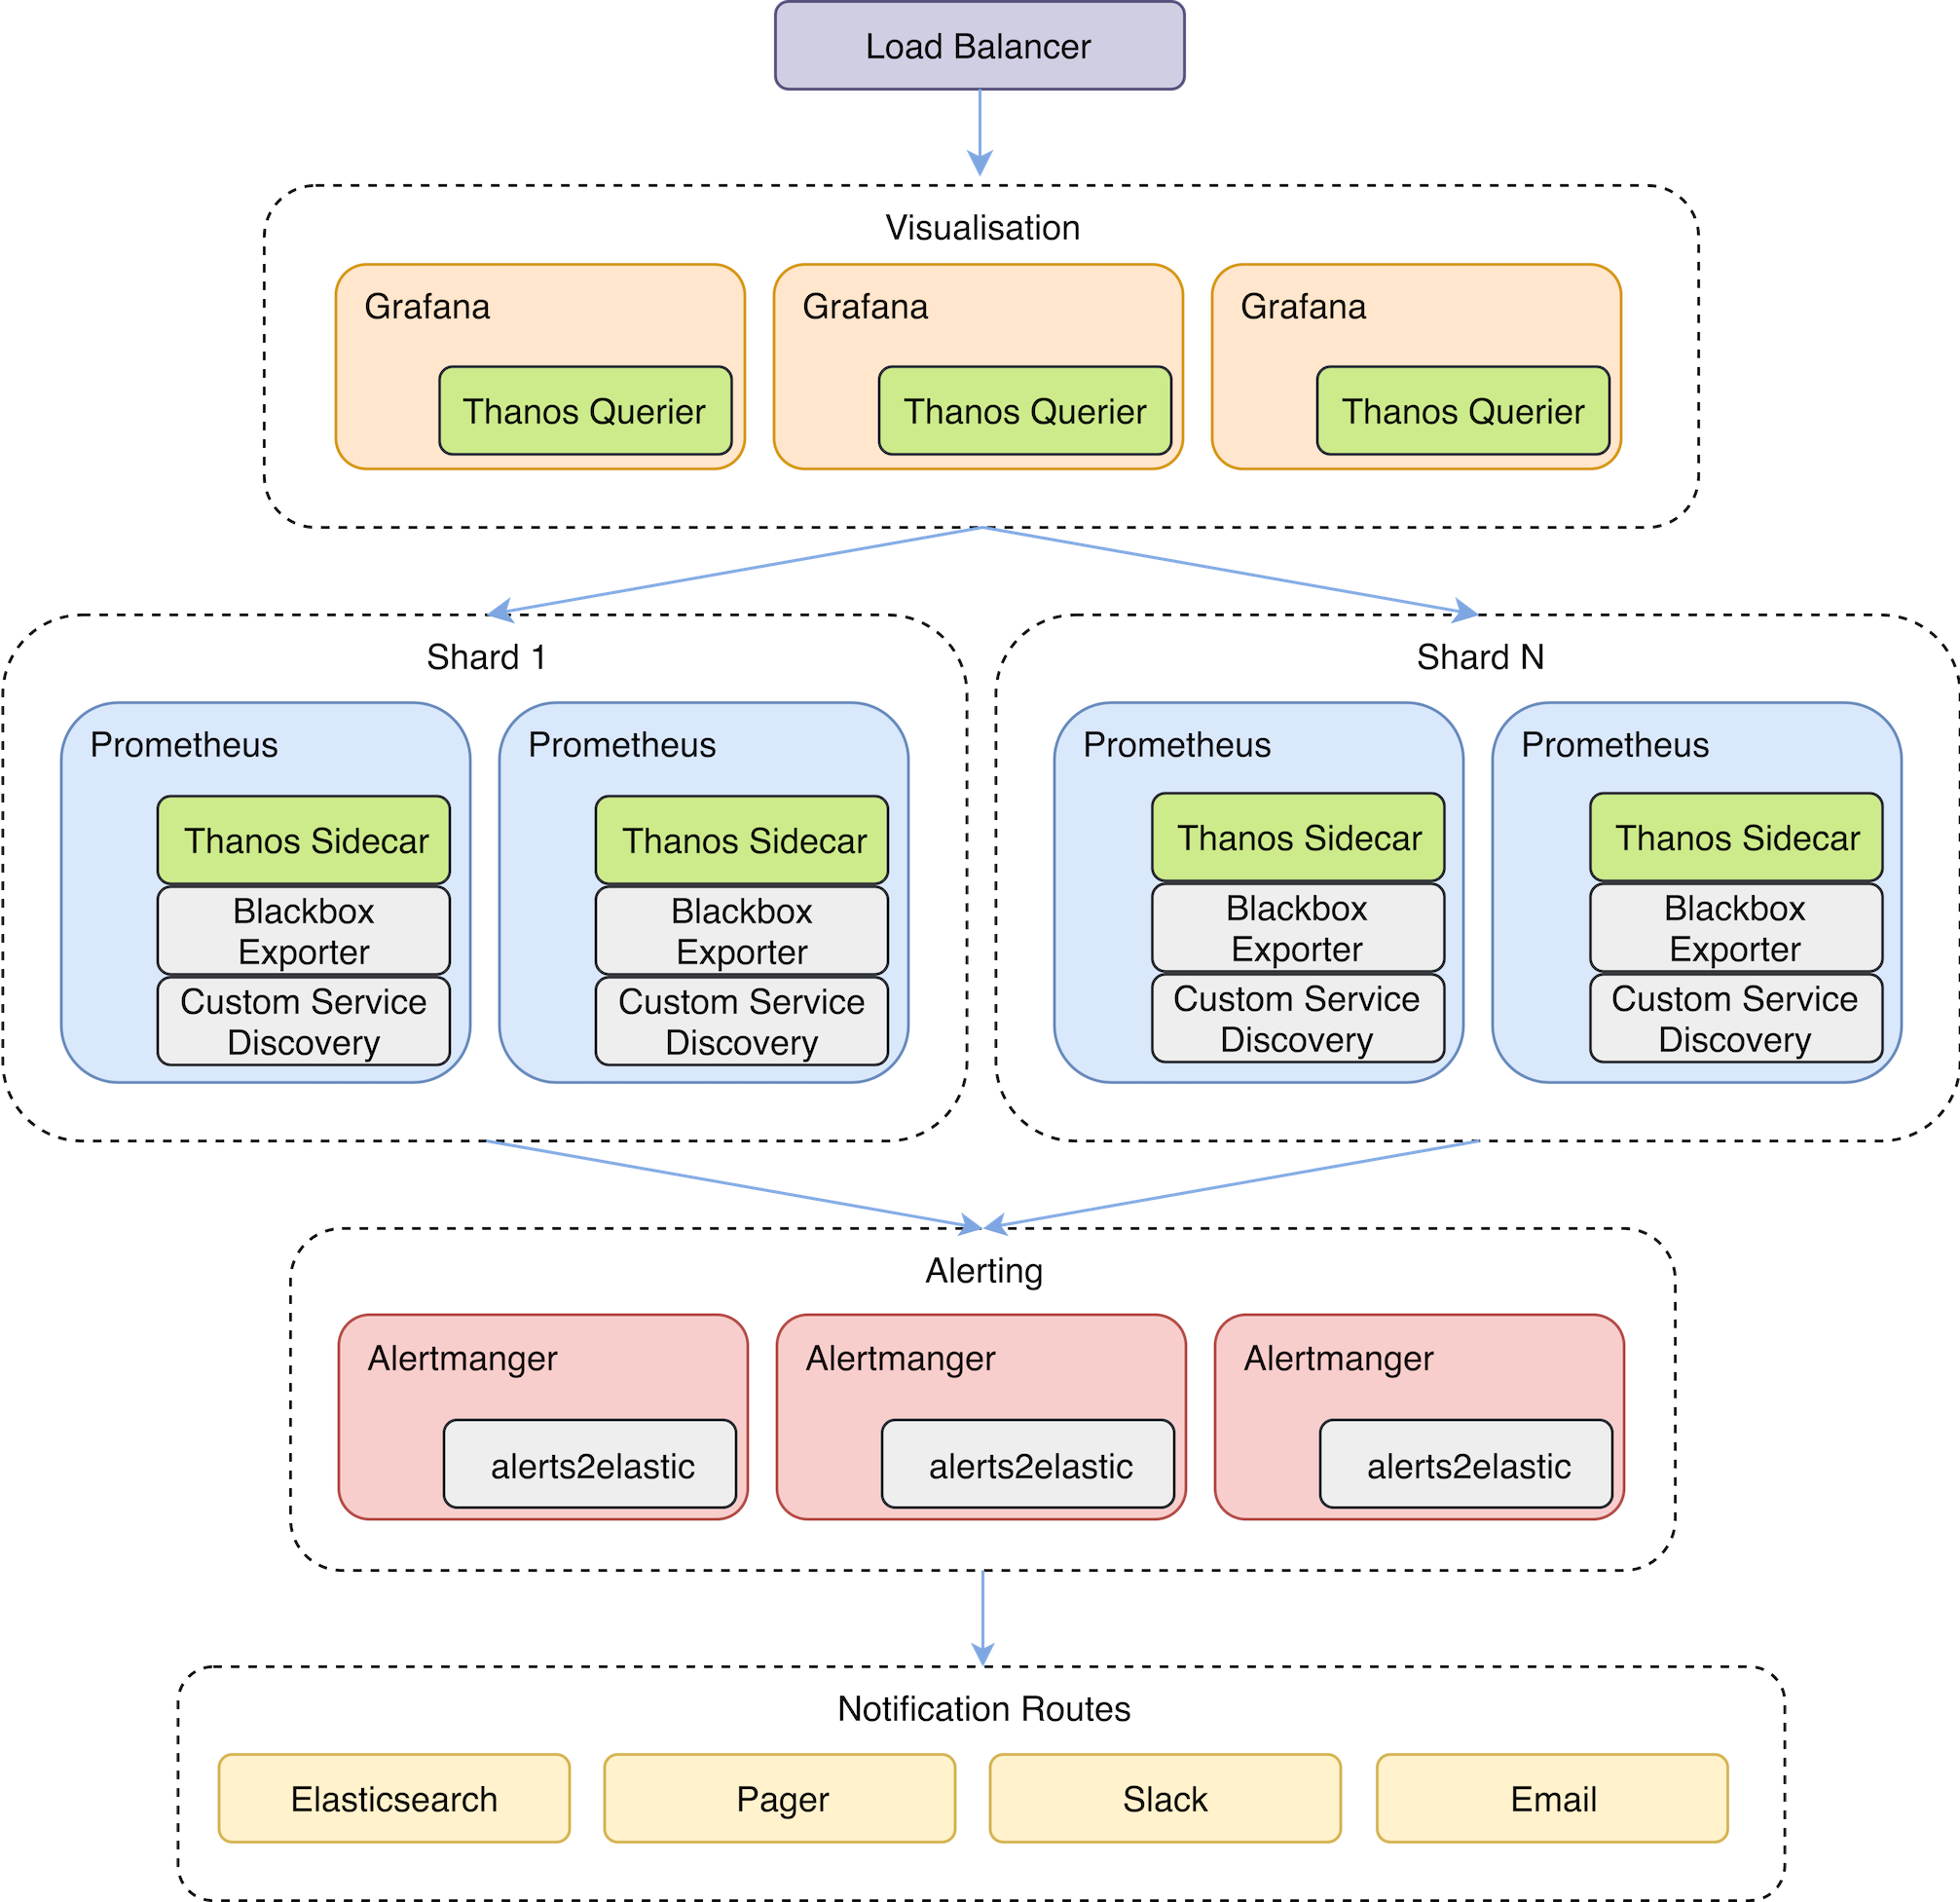 Load Balancer
Visualisation
Grafana
Thanos Querier
Grafana
Thanos Querier
Grafana
Thanos Querier
Shard 1
Prometheus
Thanos Sidecar
Blackbox
Exporter
Custom Service
Discovery
Prometheus
Thanos Sidecar
Blackbox
Exporter
Custom Service
Discovery
Shard N
Prometheus
Thanos Sidecar
Blackbox
Exporter
Custom Service
Discovery
Prometheus
Thanos Sidecar
Blackbox
Exporter
Custom Service
Discovery
Alerting
Alertmanger
alerts2elastic
Alertmanger
alerts2elastic
Alertmanger
alerts2elastic
Notification Routes
Elasticsearch
Pager
Slack
Email